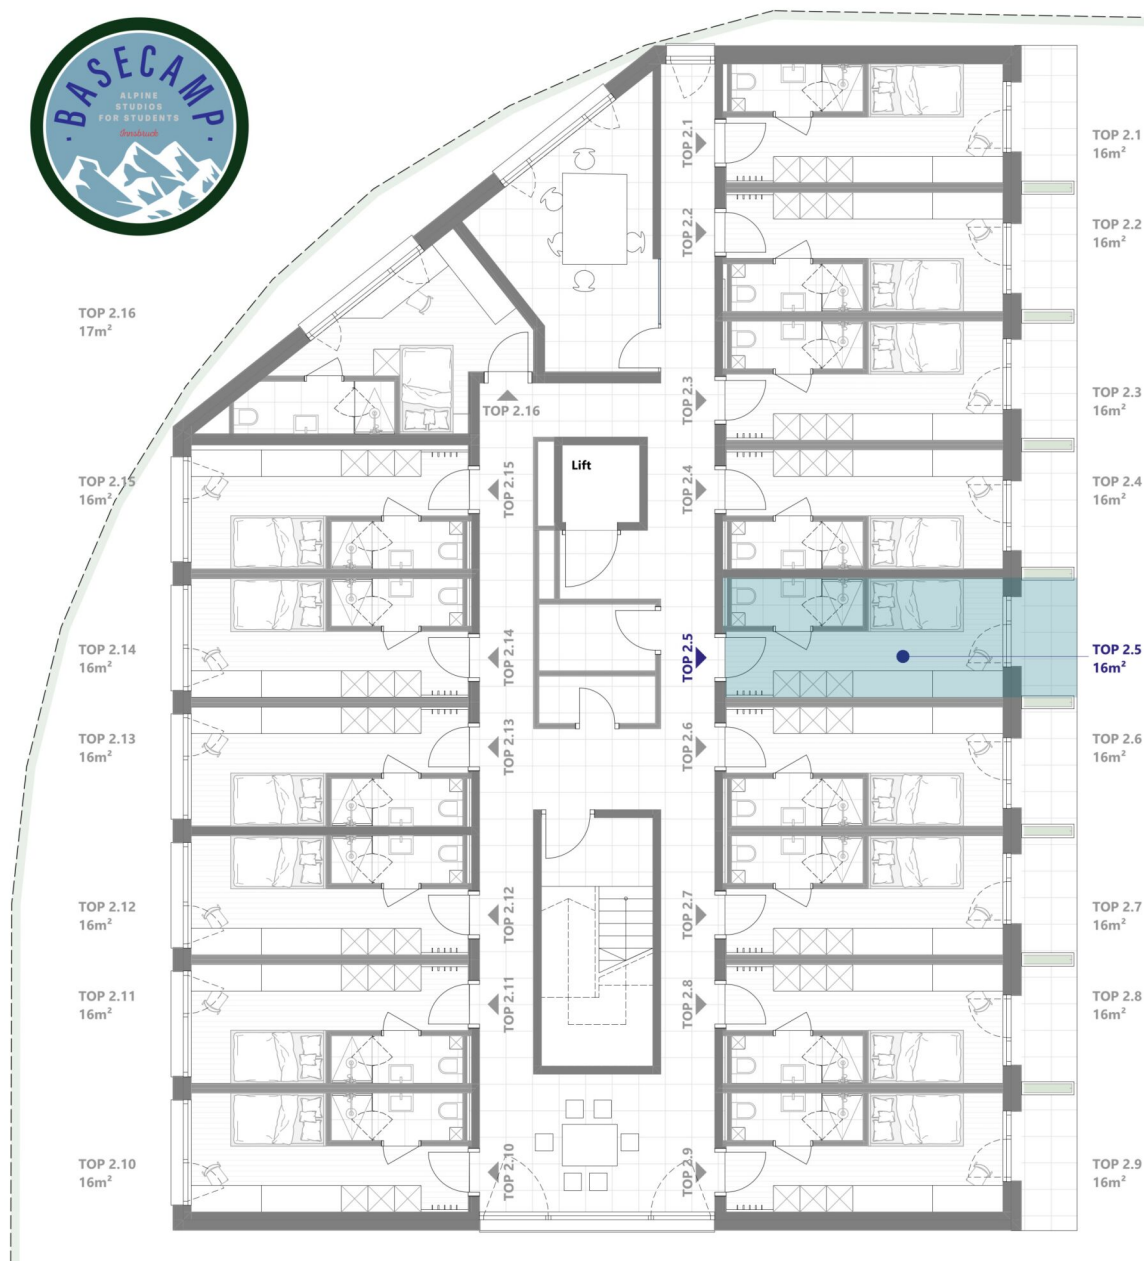 BASECAMP
ALPINE
STUDIOS
FOR STUDENTS
Innsbruck
TOP 2.16
17m²
TOP 2.15
16m²
TOP 2.14
16m²
TOP 2.13
16m²
TOP 2.12
16m²
TOP 2.11
16m²
TOP 2.10
16m²
TOP 2.16
TOP 2.15
TOP 2.14
TOP 2.13
TOP 2.12
TOP 2.11
TOP 2.10
Lift
TOP 2.1
TOP 2.2
TOP 2.3
TOP 2.4
TOP 2.5
TOP 2.6
TOP 2.7
TOP 2.8
TOP 2.9
TOP 2.1
16m²
TOP 2.2
16m²
TOP 2.3
16m²
TOP 2.4
16m²
TOP 2.5
16m²
TOP 2.6
16m²
TOP 2.7
16m²
TOP 2.8
16m²
TOP 2.9
16m²